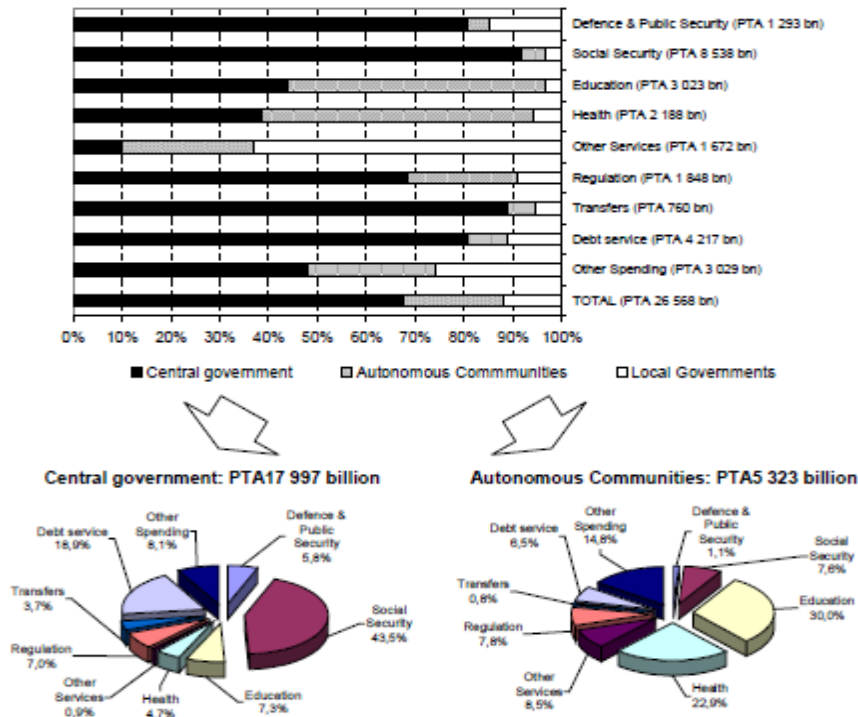 Defence & Public Security (PTA 1 293 bn)
Social Security (PTA 8 538 bn)
Education (PTA 3 023 bn)
Health (PTA 2 188 bn)
Other Services (PTA 1 672 bn)
Regulation (PTA 1 848 bn)
Transfers (PTA 760 bn)
Debt service (PTA 4 217 bn)
Other Spending (PTA 3 029 bn)
TOTAL (PTA 26 568 bn)
0% 10% 20% 30% 40% 50% 60% 70% 80% 90% 100%
Central government Autonomous Commmunities Local Governments
Central government: PTA17 997 billion
Debt service
18,9%
Other
Spending
8,1%
Defence &
Public
Security
5,8%
Transfers
3,7%
Social
Security
43,5%
Regulation
7,0%
Other
Services
0,9%
Health
4,7%
Education
7,3%
Autonomous Communities: PTA5 323 billion
Debt service
6,5%
Other
Spending
14,8%
Defence &
Public
Security
1,1%
Social
Security
7,6%
Transfers
0,8%
Education
30,0%
Regulation
7,8%
Other
Services
8,5%
Health
22,9%